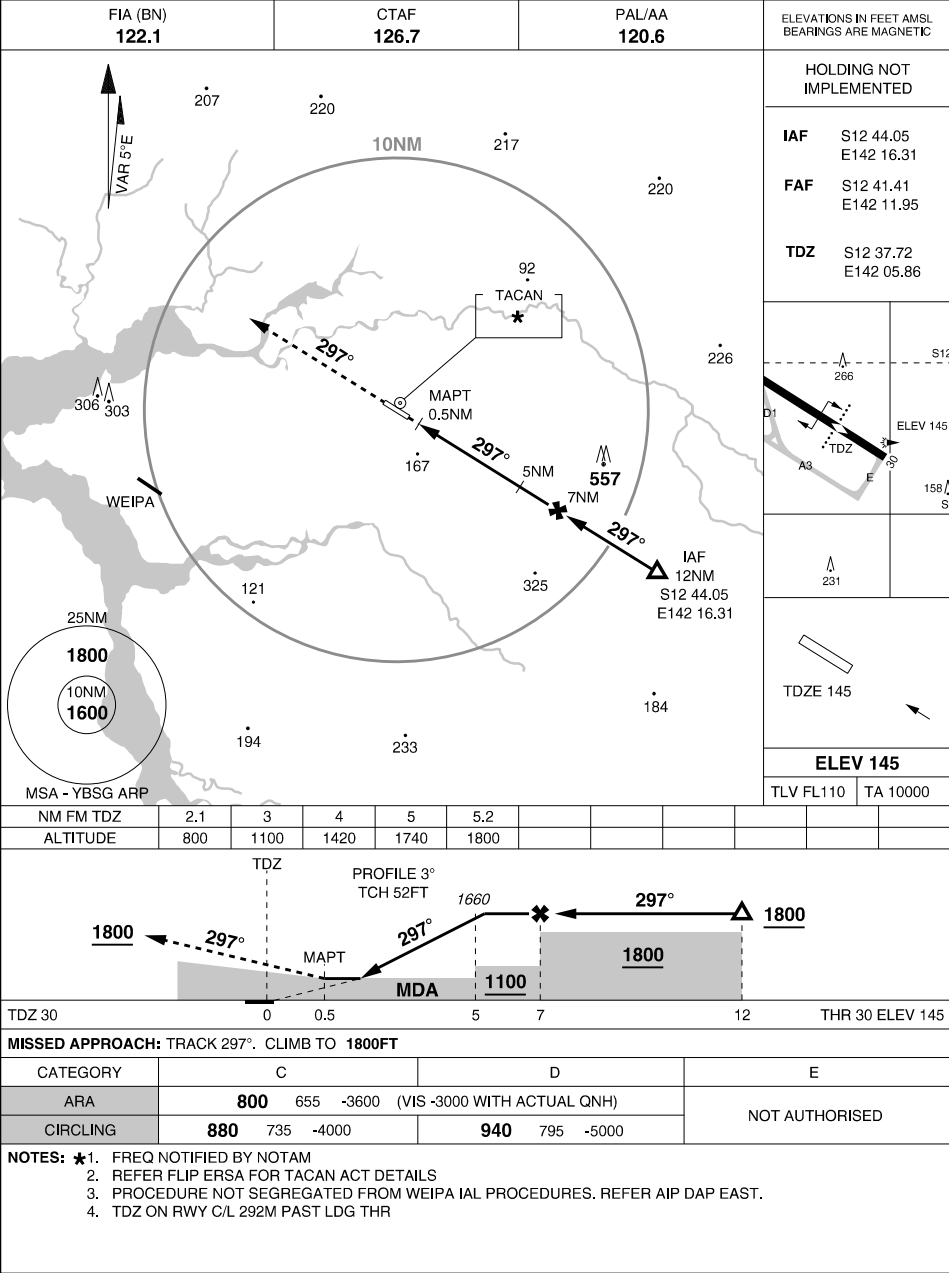 FIA (BN)
122.1
CTAF
126.7
PAL/AA
120.6
ELEVATIONS IN FEET AMSL
BEARINGS ARE MAGNETIC
HOLDING NOT
IMPLEMENTED
IAF S12 44.05
E142 16.31
FAF S12 41.41
E142 11.95
TDZ S12 37.72
E142 05.86
207
220
VAR 5°E
10NM
217
220
92
TACAN
*
226
297°
306
303
MAPT
0.5NM
297°
167
5NM
557
7NM
WEIPA
297°
IAF
12NM
S12 44.05
E142 16.31
325
121
25NM
1800
10NM
1600
MSA - YBSG ARP
184
194
233
S12
266
D1
ELEV 145
TDZ
A3
30
E
158
S
231
TDZE 145
ELEV 145
TLV FL110 TA 10000
NM FM TDZ 2.1 3 4 5 5.2
ALTITUDE 800 1100 1420 1740 1800
TDZ
PROFILE 3°
TCH 52FT
1660
297°
1800
297°
1800
297°
MAPT
1800
MDA
1100
TDZ 30 0 0.5 5 7 12 THR 30 ELEV 145
MISSED APPROACH: TRACK 297°. CLIMB TO 1800FT
CATEGORY C D E
ARA 800 655 -3600 (VIS -3000 WITH ACTUAL QNH)
NOT AUTHORISED
CIRCLING 880 735 -4000 940 795 -5000
NOTES: *1. FREQ NOTIFIED BY NOTAM
2. REFER FLIP ERSA FOR TACAN ACT DETAILS
3. PROCEDURE NOT SEGREGATED FROM WEIPA IAL PROCEDURES. REFER AIP DAP EAST.
4. TDZ ON RWY C/L 292M PAST LDG THR